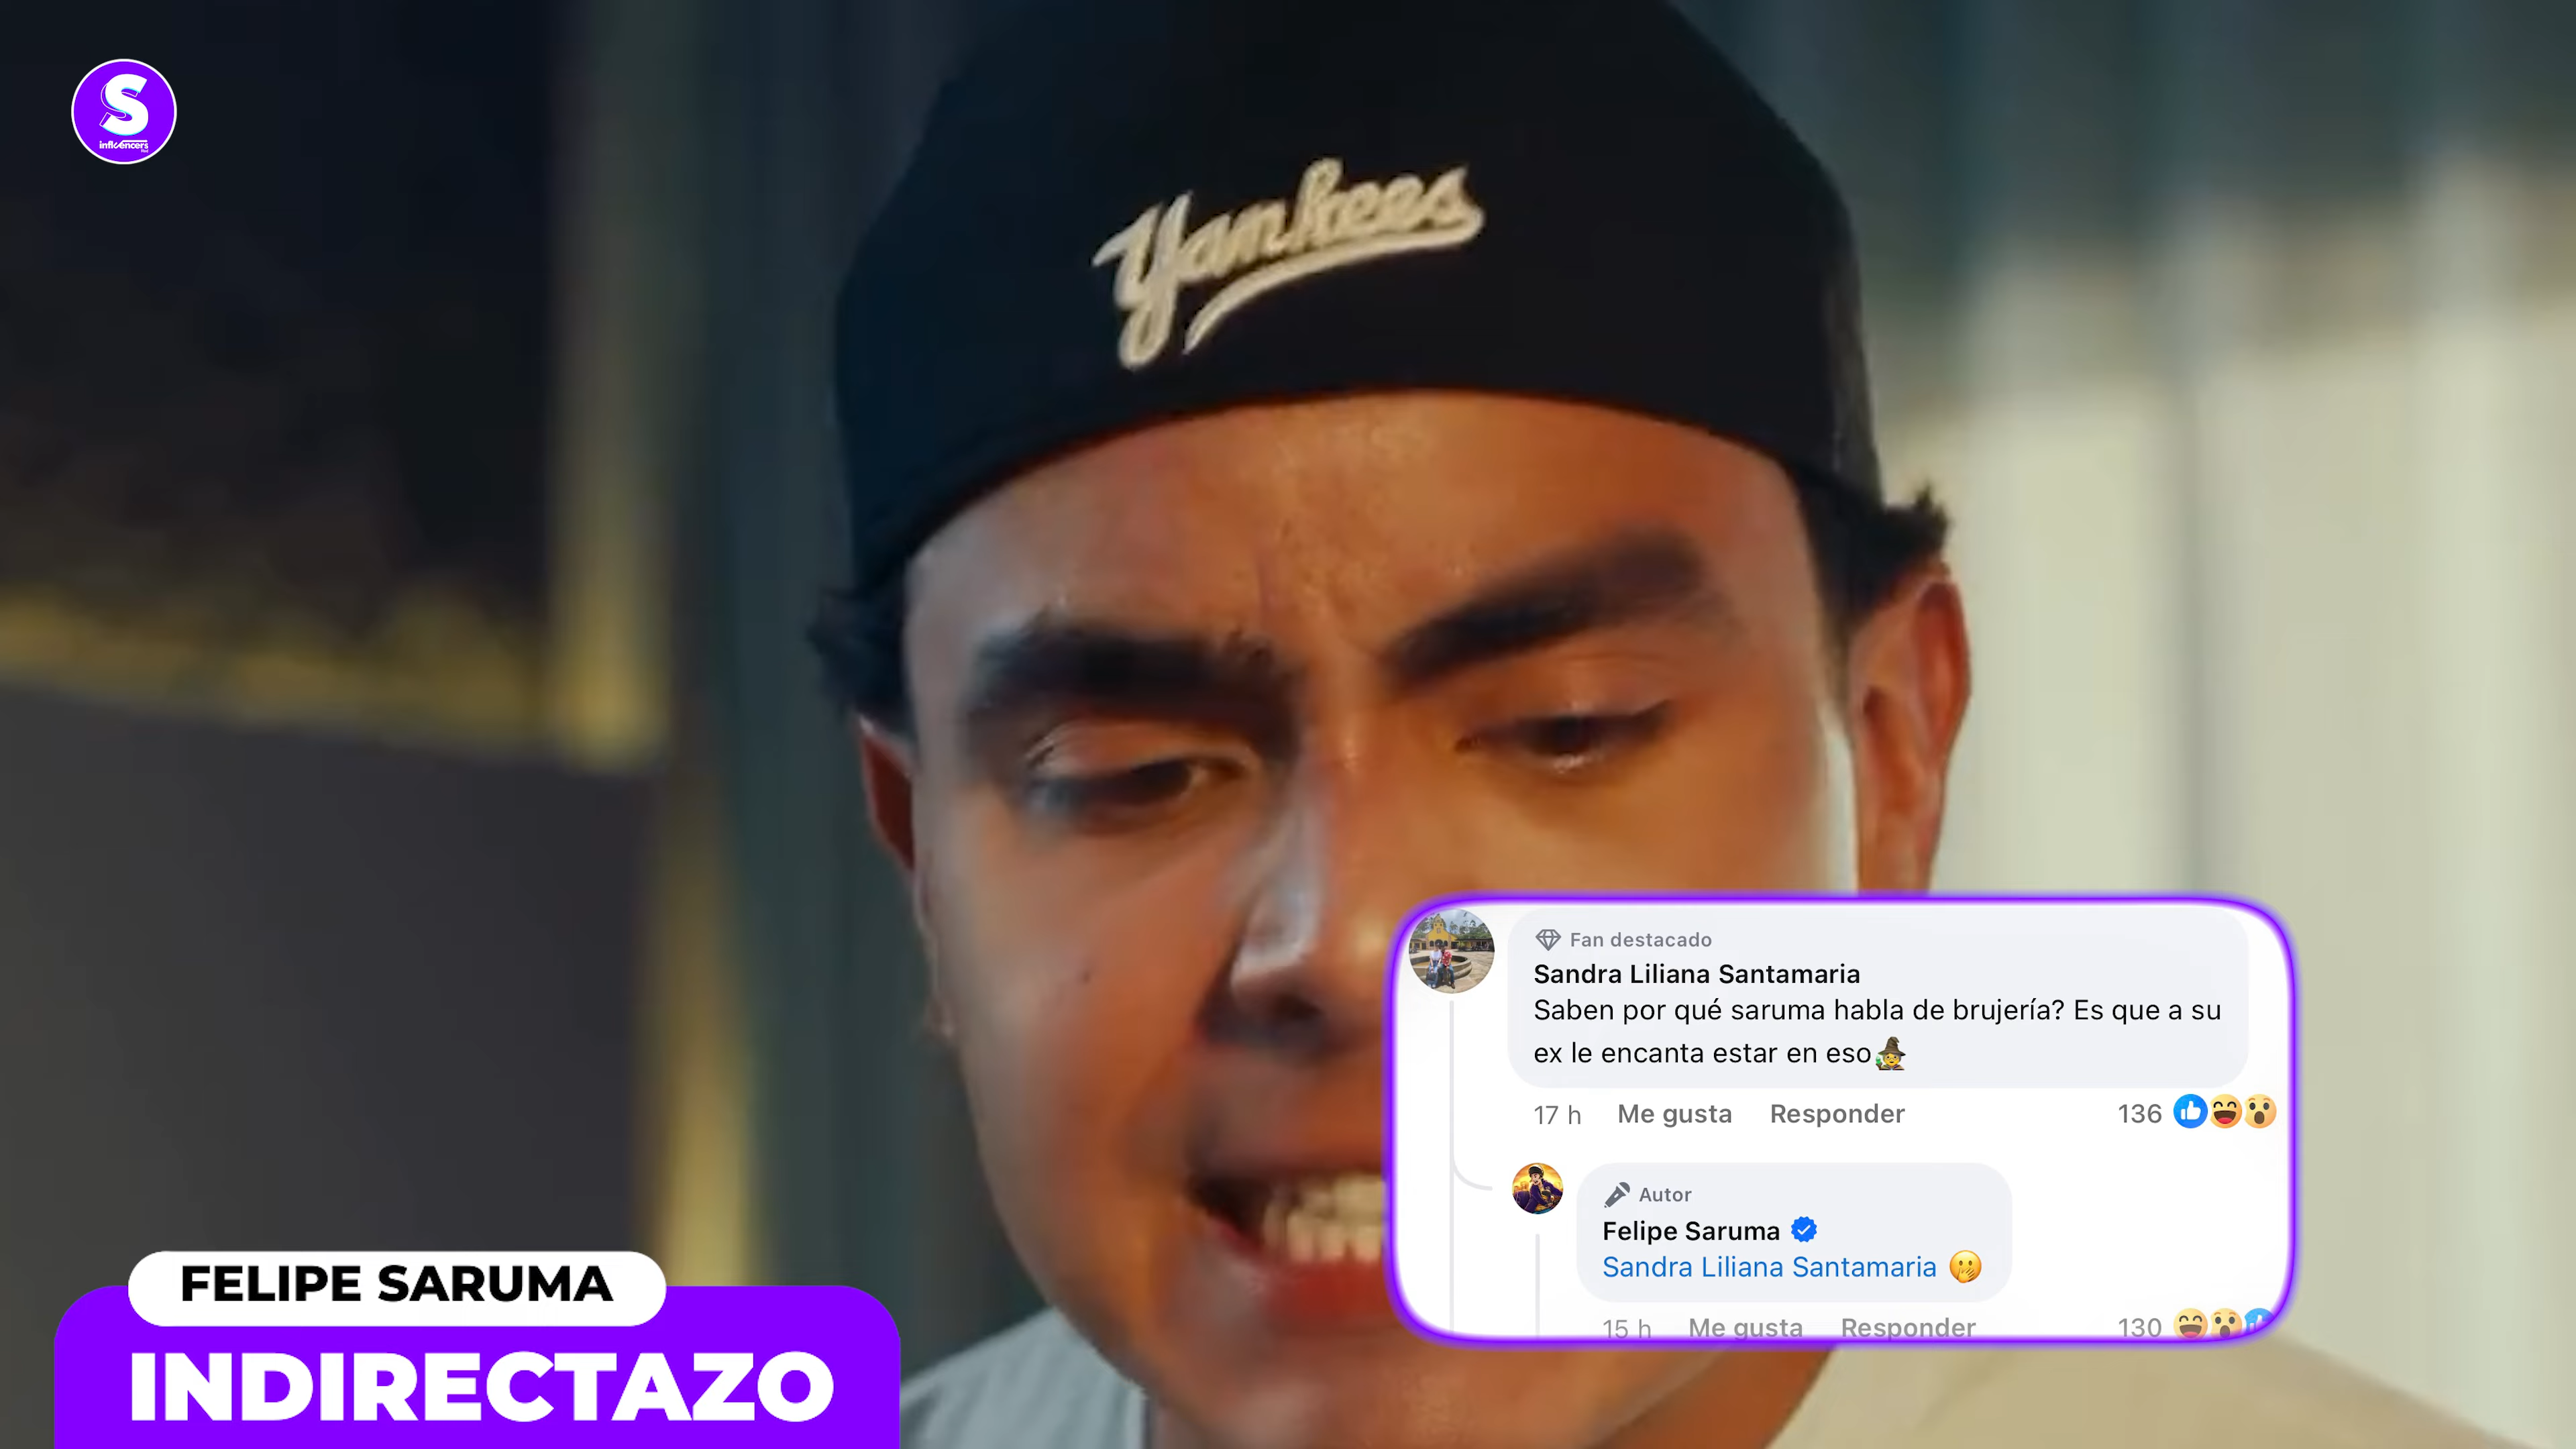 S
influencers
Yankees
Fan destacado
Sandra Liliana Santamaria
Saben por qué saruma habla de brujería? Es que a su
ex le encanta estar en eso
17 h Me gusta Responder 136
Autor
Felipe Saruma
Sandra Liliana Santamaria
15 h Me gusta Responder 130
FELIPE SARUMA
INDIRECTAZO